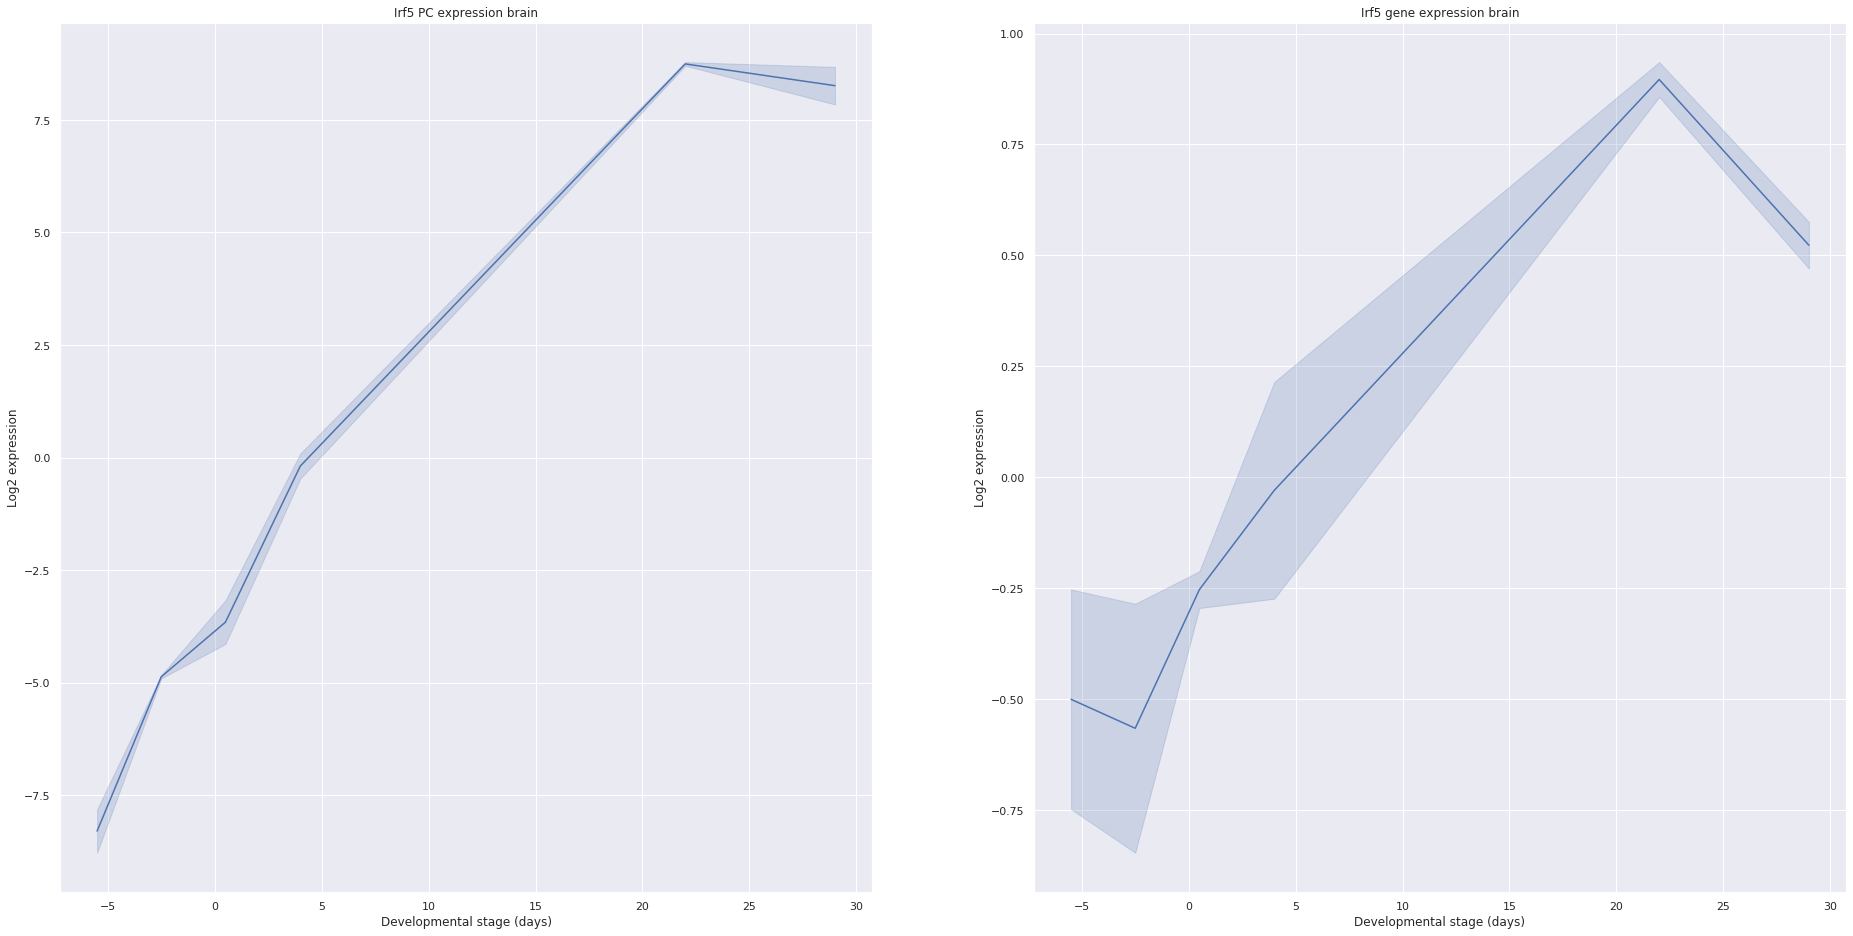 Irf5 PC expression brain
Log2 expression
7.5
5.0
2.5
0.0
−2.5
−5.0
−7.5
−5 0 5 10 15 20 25 30
Developmental stage (days)
Irf5 gene expression brain
Log2 expression
1.00
0.75
0.50
0.25
0.00
−0.25
−0.50
−0.75
−5 0 5 10 15 20 25 30
Developmental stage (days)